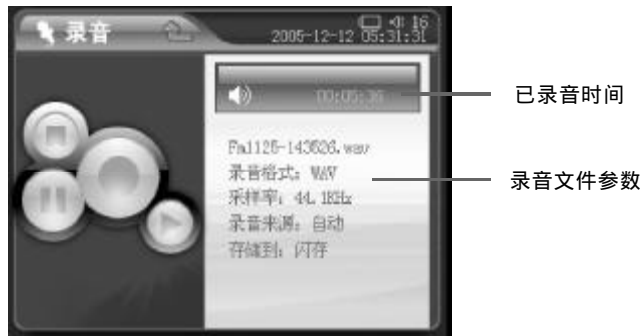 录音
16
2005-12-12 05:31:31
00:05:36
已录音时间
Fm1125-143526.wav
录音格式：WAV
采样率：44.1KHz
录音文件参数
录音来源：自动
存储到：闪存